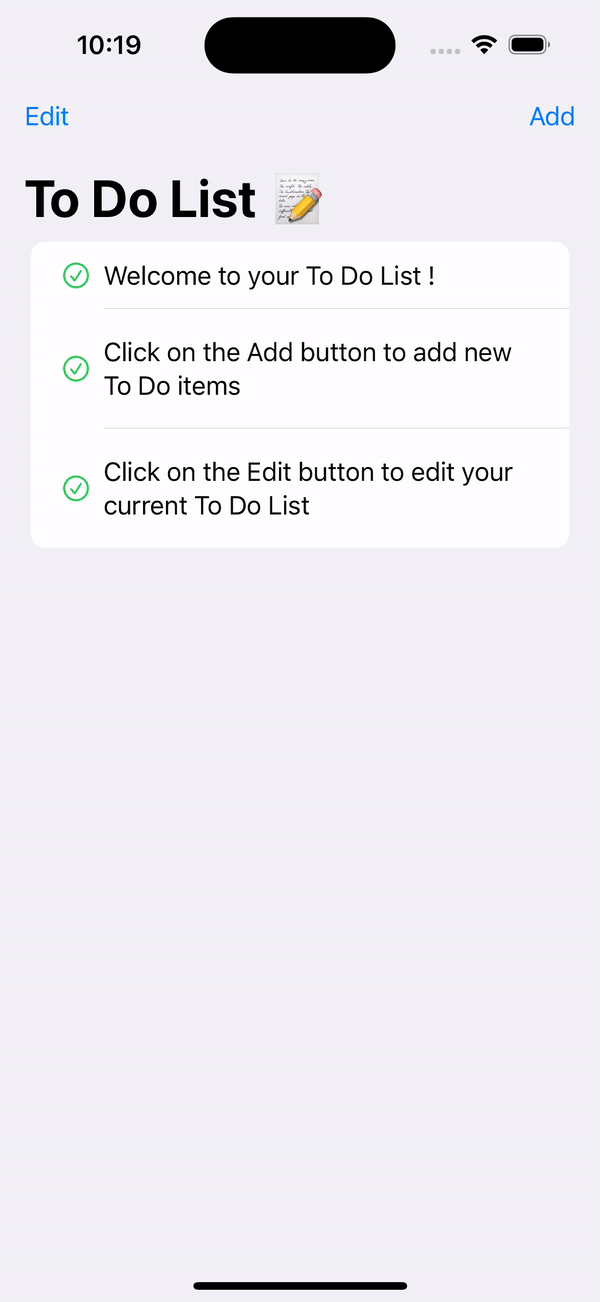 10:19
Edit Add
To Do List
Welcome to your To Do List !
Click on the Add button to add new
To Do items
Click on the Edit button to edit your
current To Do List